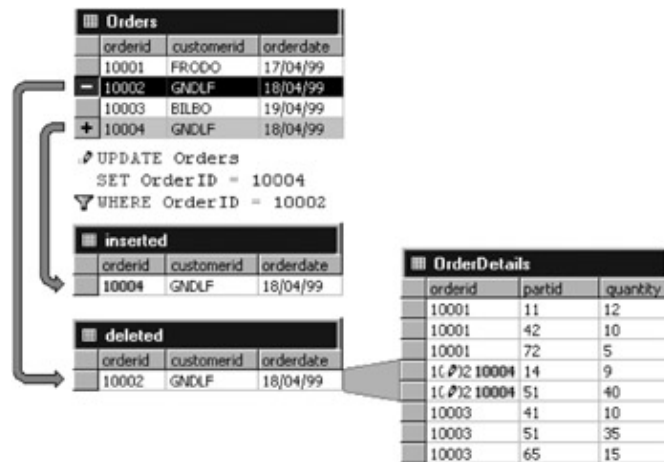 Orders
orderid customerid orderdate
10001 FRODO 17/04/99
10002 GNDLF 18/04/99
10003 BILBO 19/04/99
10004 GNDLF 18/04/99
UPDATE Orders
SET OrderID = 10004
WHERE OrderID = 10002
inserted
orderid customerid orderdate
10004 GNDLF 18/04/99
deleted
orderid customerid orderdate
10002 GNDLF 18/04/99
OrderDetails
orderid partid quantity
10001 11 12
10001 42 10
10001 72 5
10004 14 9
10004 51 40
10003 41 10
10003 51 35
10003 65 15